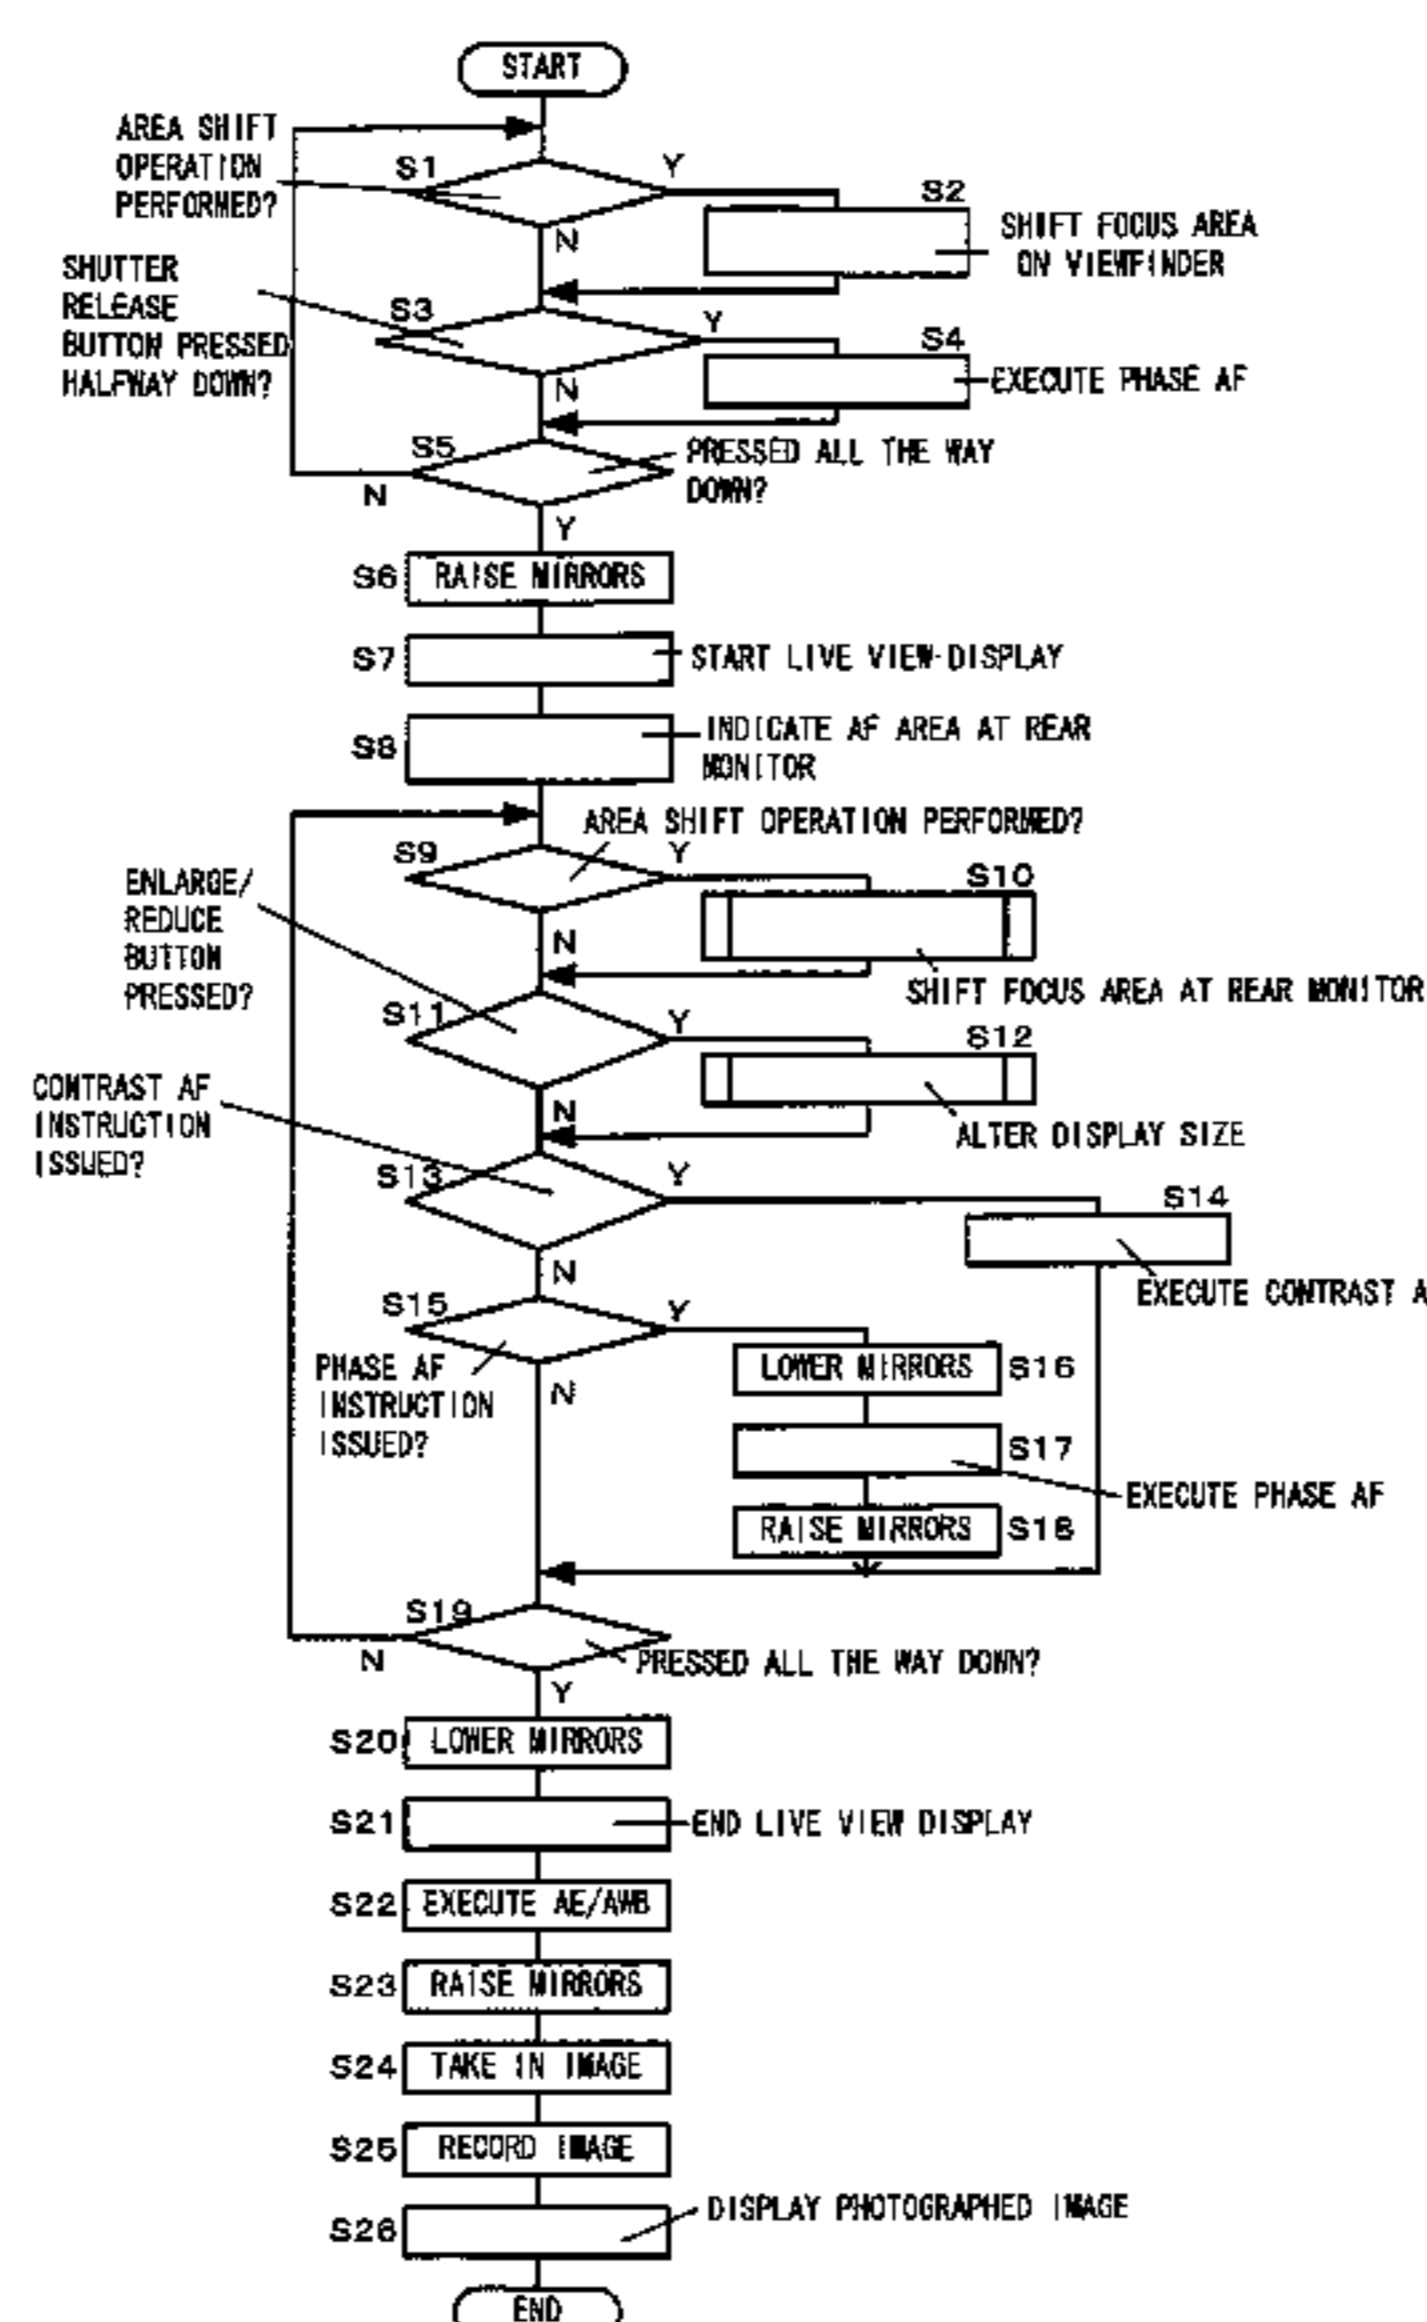 START
AREA SHIFT
OPERATION
PERFORMED?
S1
Y
N
S2
SHIFT FOCUS AREA
ON VIEWFINDER
SHUTTER
RELEASE
BUTTON PRESSED
HALFWAY DOWN?
S3
Y
N
S4
EXECUTE PHASE AF
S5
PRESSED ALL THE WAY
DOWN?
N
Y
S6
RAISE MIRRORS
S7
START LIVE VIEW-DISPLAY
S8
INDICATE AF AREA AT REAR
MONITOR
AREA SHIFT OPERATION PERFORMED?
S9
Y
N
S10
SHIFT FOCUS AREA AT REAR MONITOR
ENLARGE/
REDUCE
BUTTON
PRESSED?
S11
Y
N
S12
ALTER DISPLAY SIZE
CONTRAST AF
INSTRUCTION
ISSUED?
S13
Y
N
S14
EXECUTE CONTRAST A
S15
Y
N
PHASE AF
INSTRUCTION
ISSUED?
LOWER MIRRORS
S16
S17
EXECUTE PHASE AF
RAISE MIRRORS
S18
S19
N
PRESSED ALL THE WAY DOWN?
Y
S20
LOWER MIRRORS
S21
END LIVE VIEW DISPLAY
S22
EXECUTE AE/AWB
S23
RAISE MIRRORS
S24
TAKE IN IMAGE
S25
RECORD IMAGE
S26
DISPLAY PHOTOGRAPHED IMAGE
END